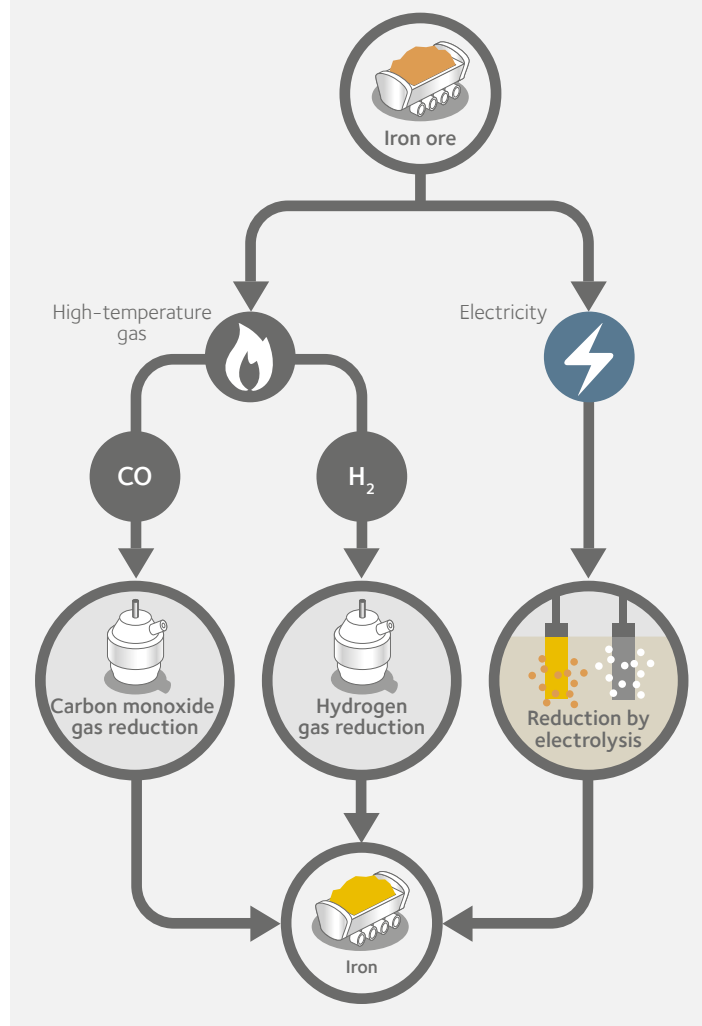 Iron ore
High-temperature
gas
Electricity
CO
H₂
Carbon monoxide
gas reduction
Hydrogen
gas reduction
Reduction by
electrolysis
Iron